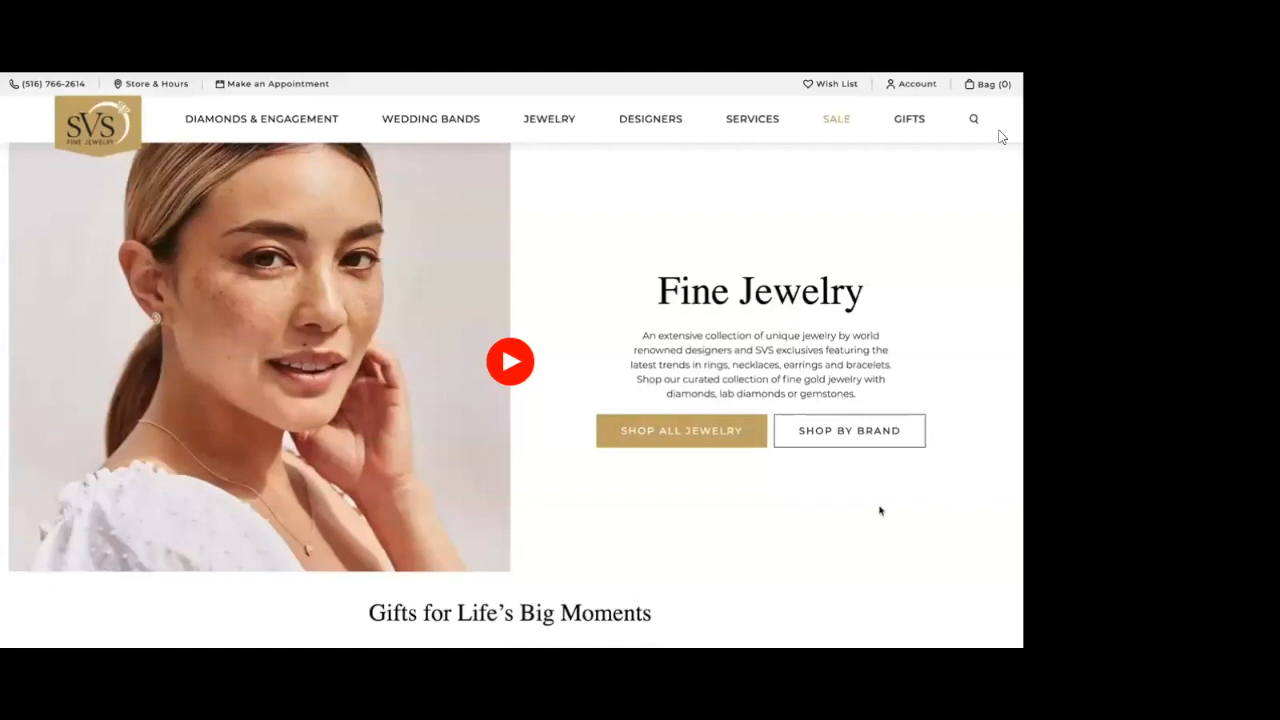 (516) 766-2614
Store & Hours
Make an Appointment
Wish List
Account
Bag (0)
SVS
FINE JEWELRY
DIAMONDS & ENGAGEMENT
WEDDING BANDS
JEWELRY
DESIGNERS
SERVICES
SALE
GIFTS
Fine Jewelry
An extensive collection of unique jewelry by world
renowned designers and SVS exclusives featuring the
latest trends in rings, necklaces, earrings and bracelets.
Shop our curated collection of fine gold jewelry with
diamonds, lab diamonds or gemstones.
SHOP ALL JEWELRY
SHOP BY BRAND
Gifts for Life’s Big Moments